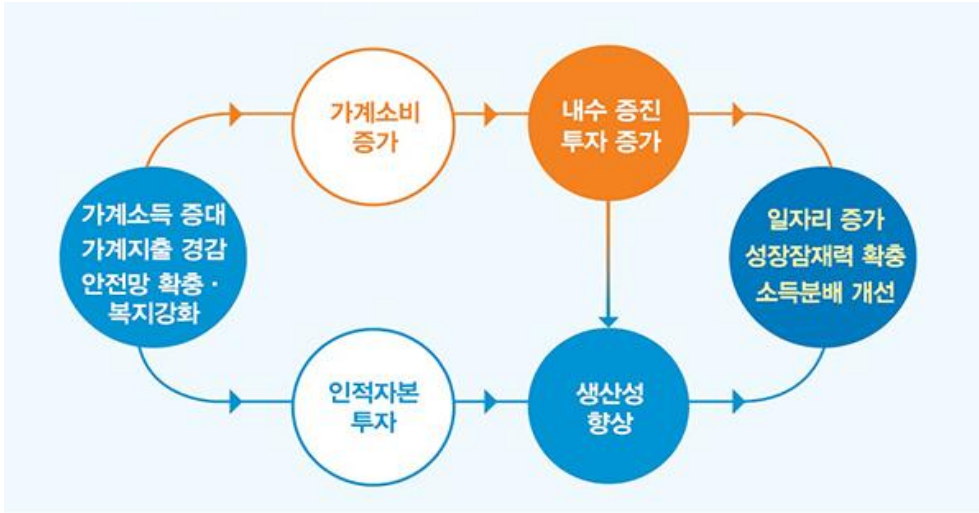 가계소비
증가
내수 증진
투자 증가
가계소득 증대
가계지출 경감
안전망 확충 ·
복지강화
일자리 증가
성장잠재력 확충
소득분배 개선
인적자본
투자
생산성
향상